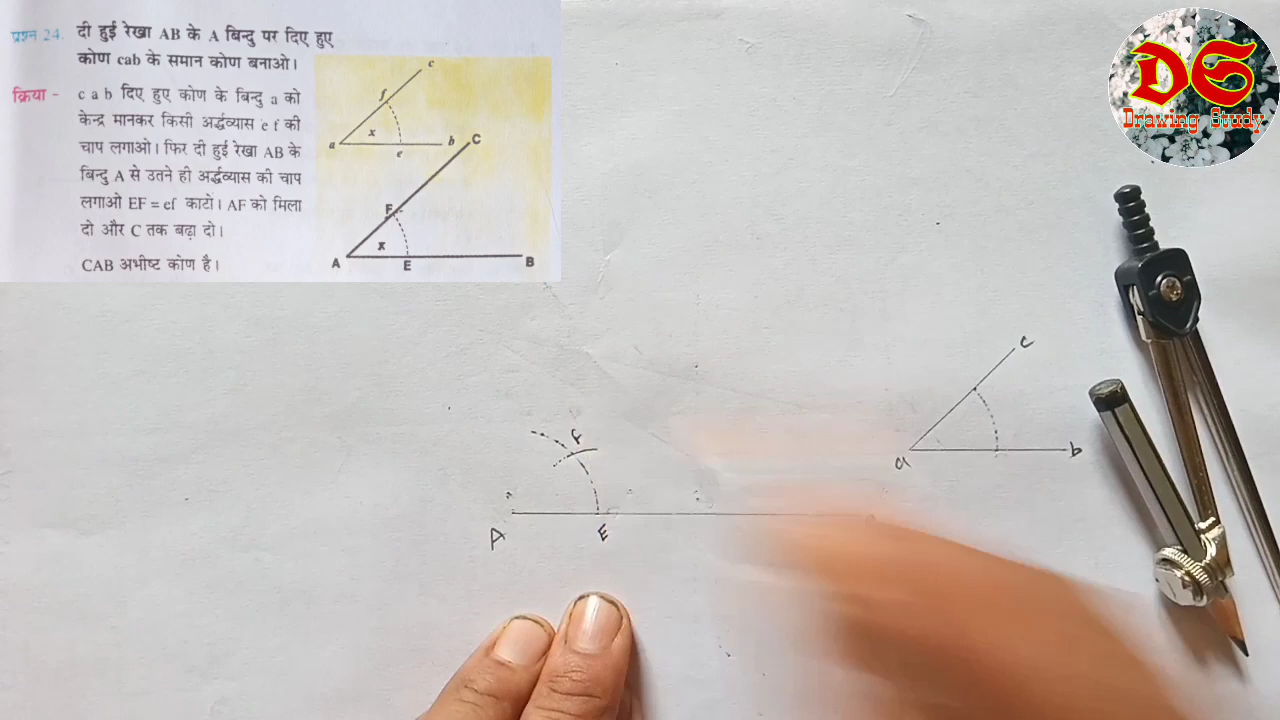 प्रश्न 24. दी हुई रेखा AB के A बिन्दु पर दिए हुए
कोण cab के समान कोण बनाओ।
क्रिया - c a b दिए हुए कोण के बिन्दु a को
केन्द्र मानकर किसी अर्द्धव्यास e f की
चाप लगाओ। फिर दी हुई रेखा AB के
बिन्दु A से उतने ही अर्द्धव्यास की चाप
लगाओ EF = ef काटों। AF को मिला
दो और C तक बढ़ा दो।
CAB अभीष्ट कोण है।
c
f
x
a
e
b
C
F
x
A
E
B
DS
Drawing Study
c
a
b
F
A
E